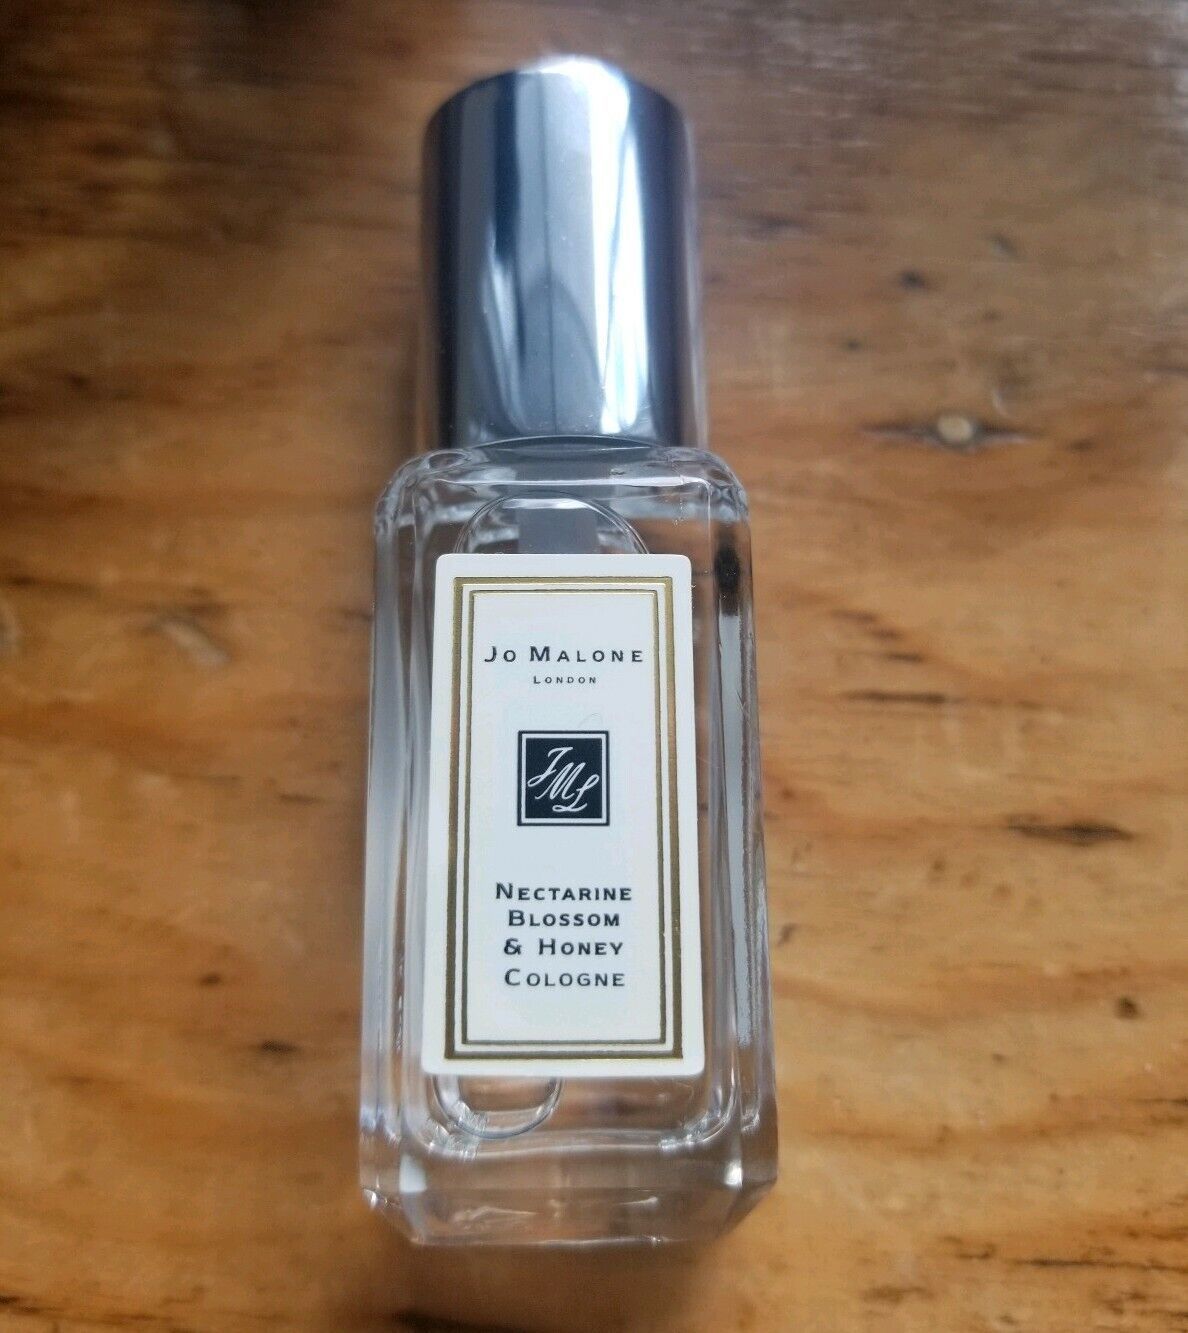 Jo Malone
London
JML
Nectarine
Blossom
& Honey
Cologne